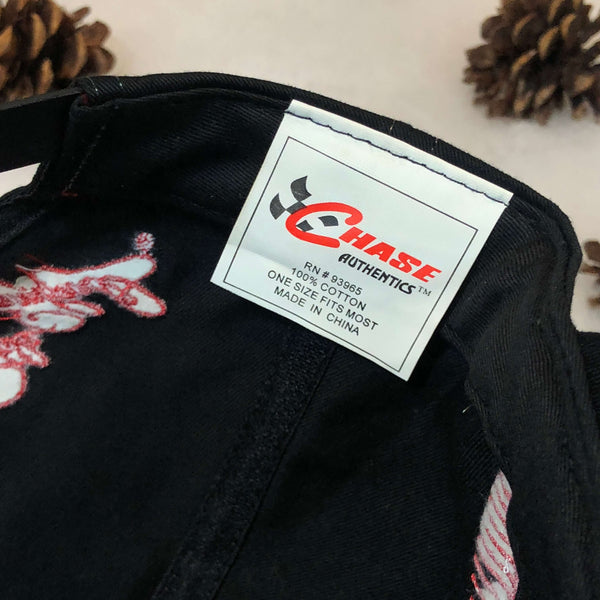 CHASE
AUTHENTICS™
RN # 93965
100% COTTON
ONE SIZE FITS MOST
MADE IN CHINA